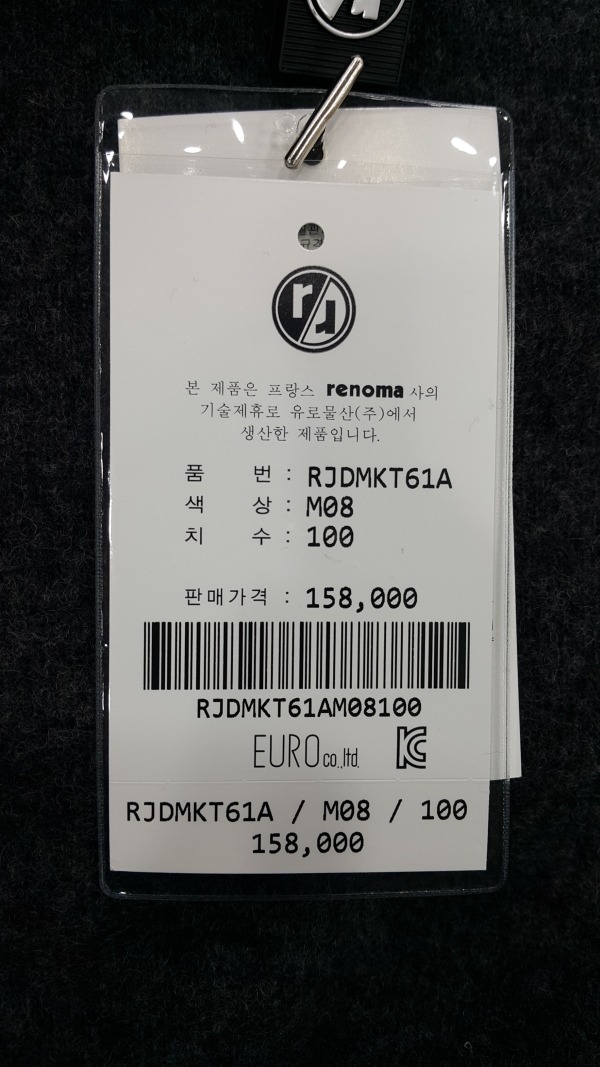 본 제품은 프랑스 renoma 사의
기술제휴로 유로물산(주)에서
생산한 제품입니다.
품 번 : RJDMKT61A
색 상 : M08
치 수 : 100
판매가격 : 158,000
RJDMKT61AM08100
EURO co.,ltd.
RJDMKT61A / M08 / 100
158,000